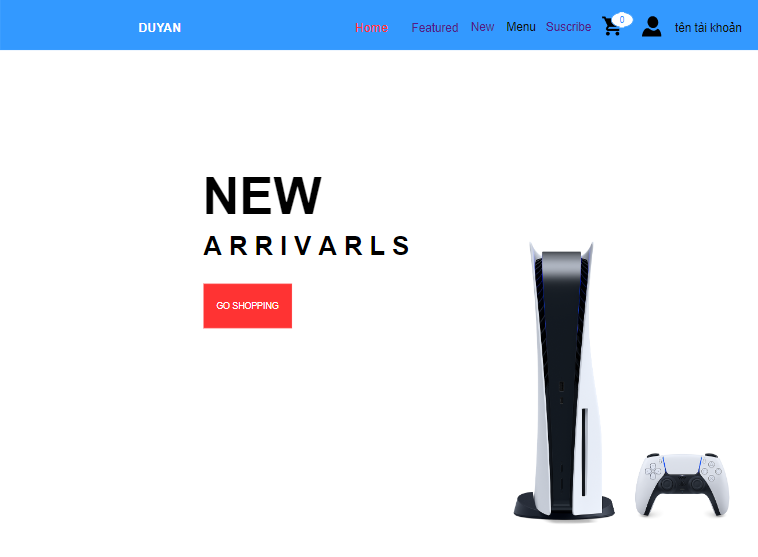 DUYAN Home Featured New Menu Suscribe 0 tên tài khoản
NEW
ARRIVARLS
GO SHOPPING